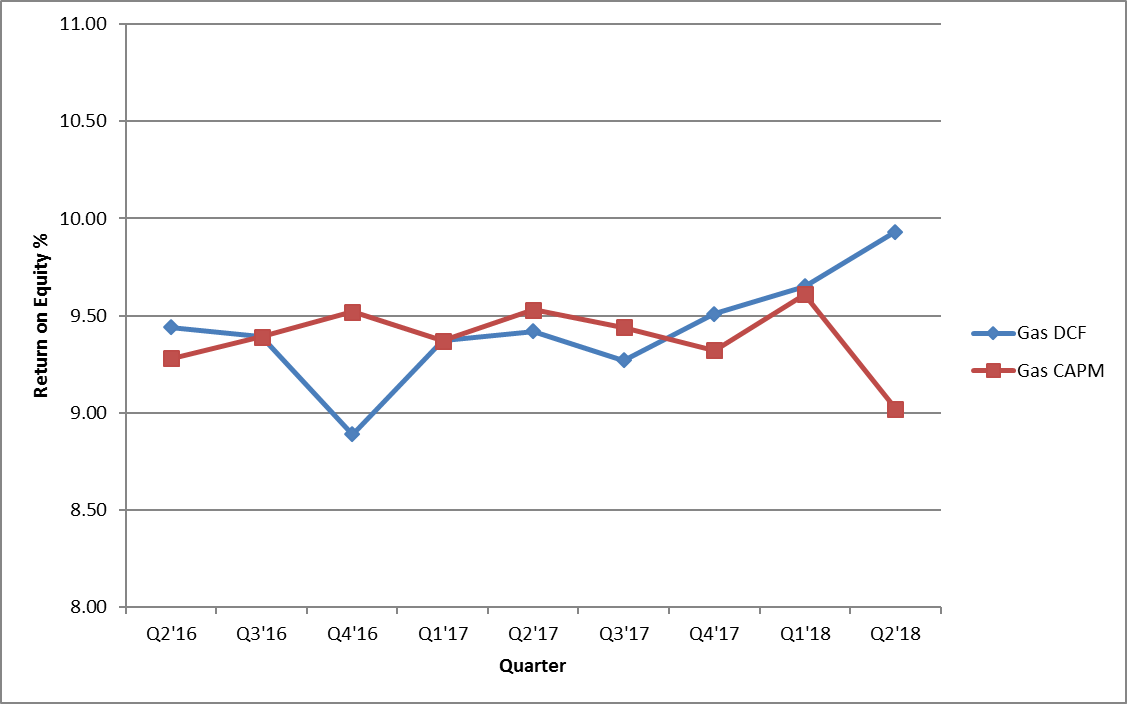 11.00
10.50
10.00
9.50
9.00
8.50
8.00
Return on Equity %
Q2'16 Q3'16 Q4'16 Q1'17 Q2'17 Q3'17 Q4'17 Q1'18 Q2'18
Quarter
Gas DCF
Gas CAPM